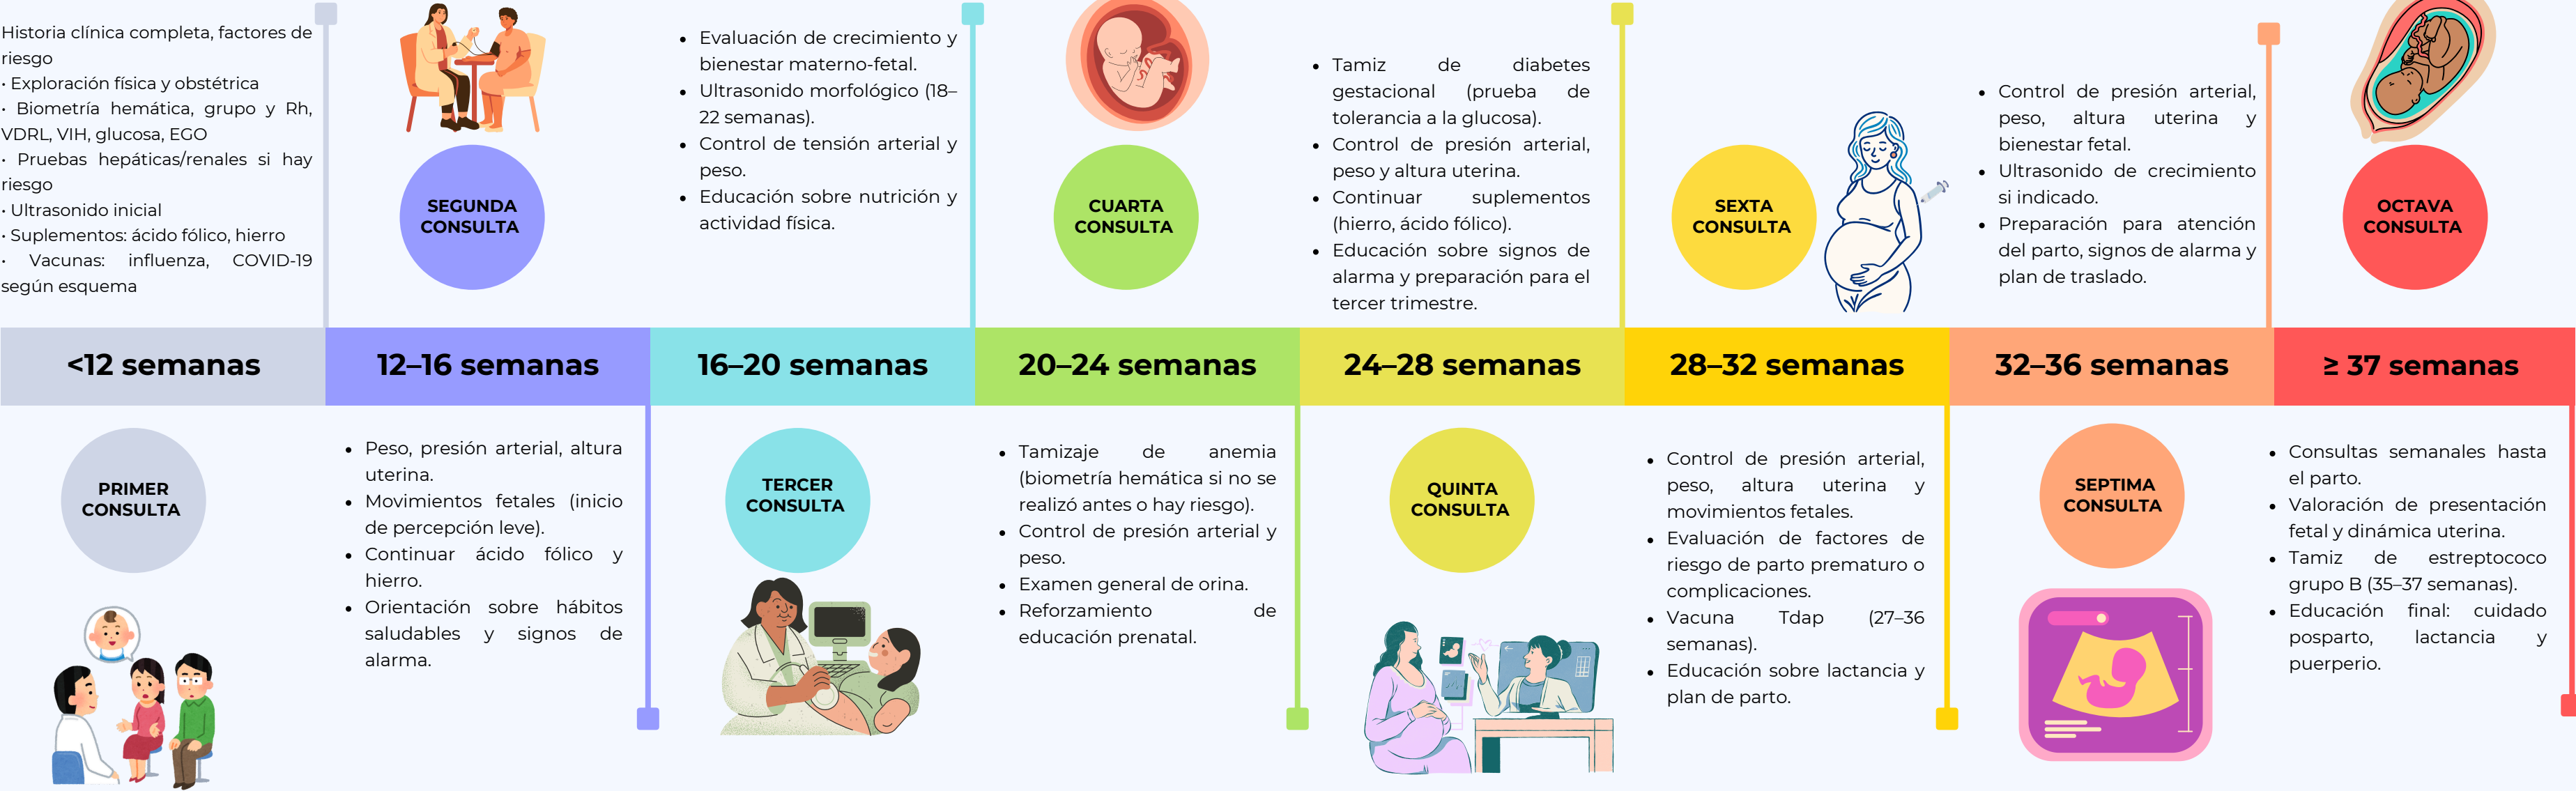 Historia clínica completa, factores de
riesgo
· Exploración física y obstétrica
· Biometría hemática, grupo y Rh,
VDRL, VIH, glucosa, EGO
· Pruebas hepáticas/renales si hay
riesgo
· Ultrasonido inicial
· Suplementos: ácido fólico, hierro
· Vacunas: influenza, COVID-19
según esquema
<12 semanas
PRIMER
CONSULTA
SEGUNDA
CONSULTA
12–16 semanas
• Peso, presión arterial, altura
uterina.
• Movimientos fetales (inicio
de percepción leve).
• Continuar ácido fólico y
hierro.
• Orientación sobre hábitos
saludables y signos de
alarma.
• Evaluación de crecimiento y
bienestar materno-fetal.
• Ultrasonido morfológico (18–
22 semanas).
• Control de tensión arterial y
peso.
• Educación sobre nutrición y
actividad física.
16–20 semanas
TERCER
CONSULTA
CUARTA
CONSULTA
20–24 semanas
• Tamizaje de anemia
(biometría hemática si no se
realizó antes o hay riesgo).
• Control de presión arterial y
peso.
• Examen general de orina.
• Reforzamiento de
educación prenatal.
• Tamiz de diabetes
gestacional (prueba de
tolerancia a la glucosa).
• Control de presión arterial,
peso y altura uterina.
• Continuar suplementos
(hierro, ácido fólico).
• Educación sobre signos de
alarma y preparación para el
tercer trimestre.
24–28 semanas
QUINTA
CONSULTA
SEXTA
CONSULTA
28–32 semanas
• Control de presión arterial,
peso, altura uterina y
movimientos fetales.
• Evaluación de factores de
riesgo de parto prematuro o
complicaciones.
• Vacuna Tdap (27–36
semanas).
• Educación sobre lactancia y
plan de parto.
• Control de presión arterial,
peso, altura uterina y
bienestar fetal.
• Ultrasonido de crecimiento
si indicado.
• Preparación para atención
del parto, signos de alarma y
plan de traslado.
32–36 semanas
SEPTIMA
CONSULTA
OCTAVA
CONSULTA
≥ 37 semanas
• Consultas semanales hasta
el parto.
• Valoración de presentación
fetal y dinámica uterina.
• Tamiz de estreptococo
grupo B (35–37 semanas).
• Educación final: cuidado
posparto, lactancia y
puerperio.